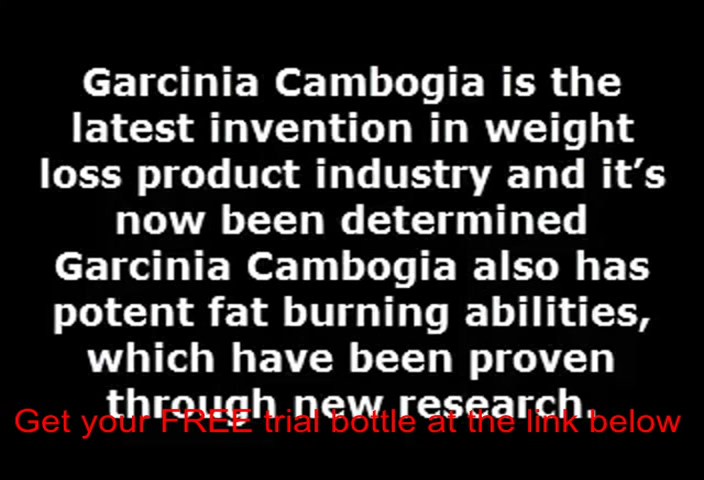 Garcinia Cambogia is the
latest invention in weight
loss product industry and it's
now been determined
Garcinia Cambogia also has
potent fat burning abilities,
which have been proven
through new research.
Get your FREE trial bottle at the link below